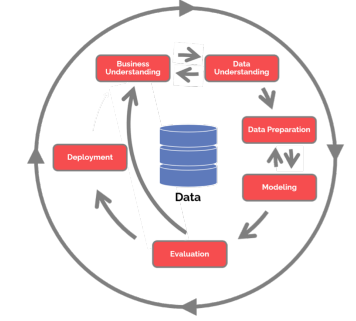 Business
Understanding
Data
Understanding
Data Preparation
Deployment
Data
Modeling
Evaluation